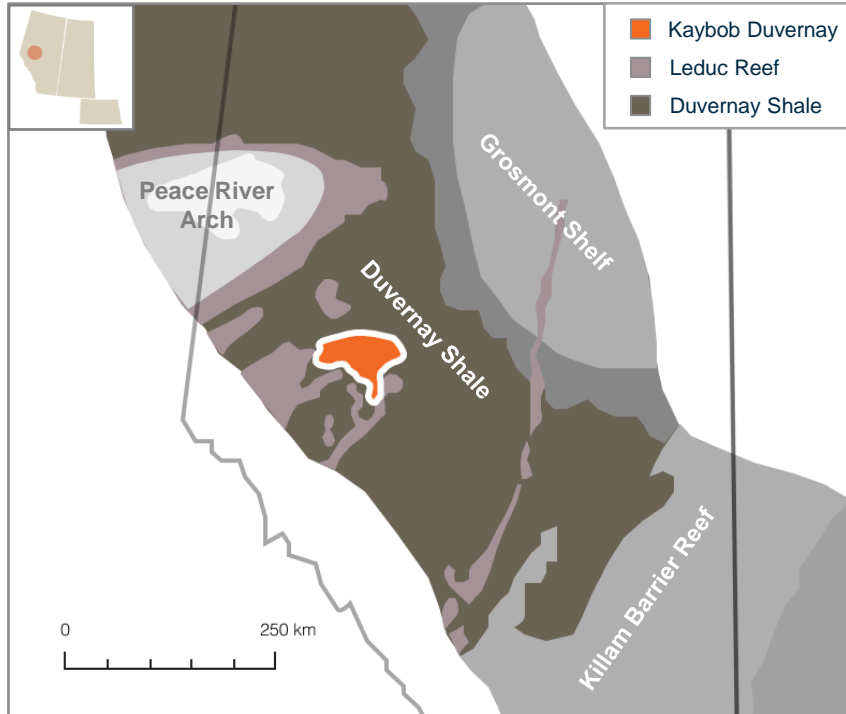 Kaybob Duvernay
Leduc Reef
Duvernay Shale
Peace River
Arch
Grosmont Shelf
Duvernay Shale
Killam Barrier Reef
0
250 km